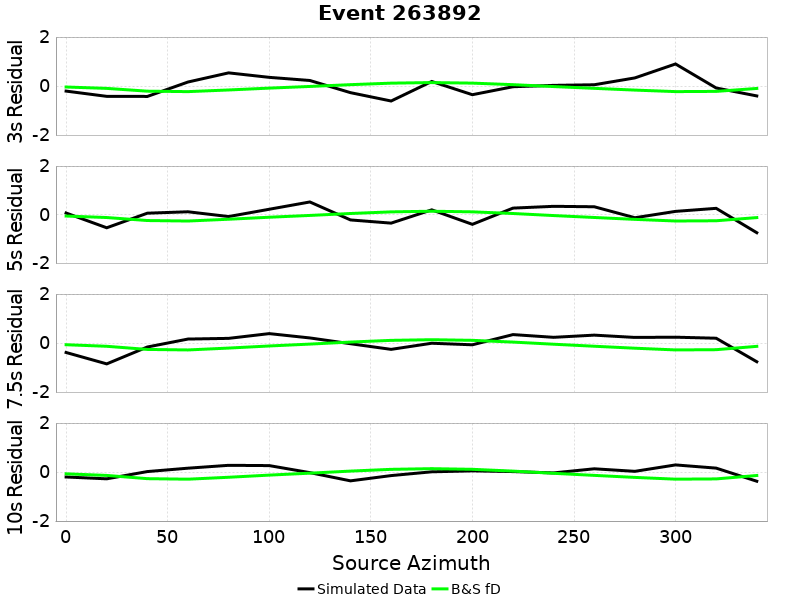 Event 263892
3s Residual
2
0
-2
5s Residual
2
0
-2
7.5s Residual
2
0
-2
10s Residual
2
0
-2
0 50 100 150 200 250 300
Source Azimuth
Simulated Data B&S fD